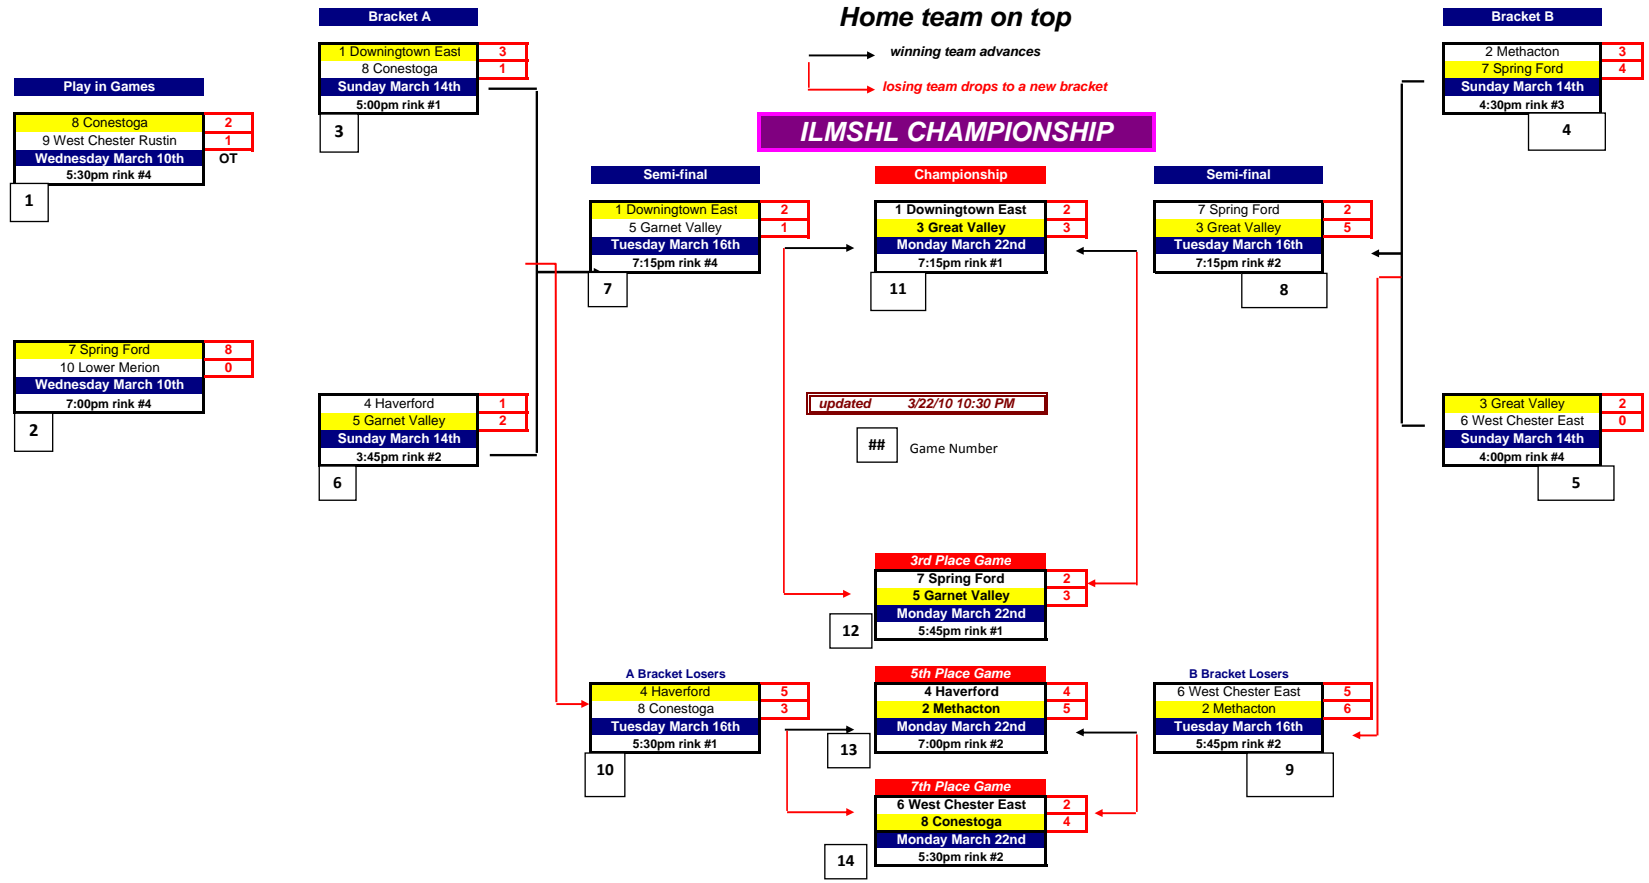 Home team on top
winning team advances
losing team drops to a new bracket
ILMSHL CHAMPIONSHIP
Play in Games
8 Conestoga 2
9 West Chester Rustin 1
Wednesday March 10th OT
5:30pm rink #4
1
7 Spring Ford 8
10 Lower Merion 0
Wednesday March 10th
7:00pm rink #4
2
Bracket A
1 Downingtown East 3
8 Conestoga 1
Sunday March 14th
5:00pm rink #1
3
4 Haverford 1
5 Garnet Valley 2
Sunday March 14th
3:45pm rink #2
6
Semi-final
1 Downingtown East 2
5 Garnet Valley 1
Tuesday March 16th
7:15pm rink #4
7
A Bracket Losers
4 Haverford 5
8 Conestoga 3
Tuesday March 16th
5:30pm rink #1
10
Championship
1 Downingtown East 2
3 Great Valley 3
Monday March 22nd
7:15pm rink #1
11
updated 3/22/10 10:30 PM
## Game Number
3rd Place Game
7 Spring Ford 2
5 Garnet Valley 3
Monday March 22nd
5:45pm rink #1
12
5th Place Game
4 Haverford 4
2 Methacton 5
Monday March 22nd
7:00pm rink #2
13
7th Place Game
6 West Chester East 2
8 Conestoga 4
Monday March 22nd
5:30pm rink #2
14
Semi-final
7 Spring Ford 2
3 Great Valley 5
Tuesday March 16th
7:15pm rink #2
8
B Bracket Losers
6 West Chester East 5
2 Methacton 6
Tuesday March 16th
5:45pm rink #2
9
Bracket B
2 Methacton 3
7 Spring Ford 4
Sunday March 14th
4:30pm rink #3
4
3 Great Valley 2
6 West Chester East 0
Sunday March 14th
4:00pm rink #4
5